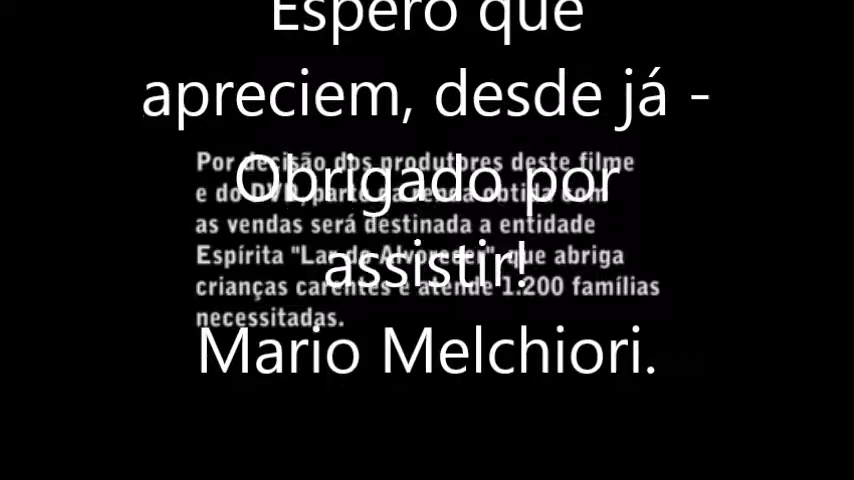 Espero que
apreciem, desde já -
Obrigado por
assistir!
Mario Melchiori.
Por decisão dos produtores deste filme
e do DVD, parte da renda obtida com
as vendas será destinada a entidade
Espírita "Lar do Alvorecer", que abriga
crianças carentes e atende 1.200 famílias
necessitadas.